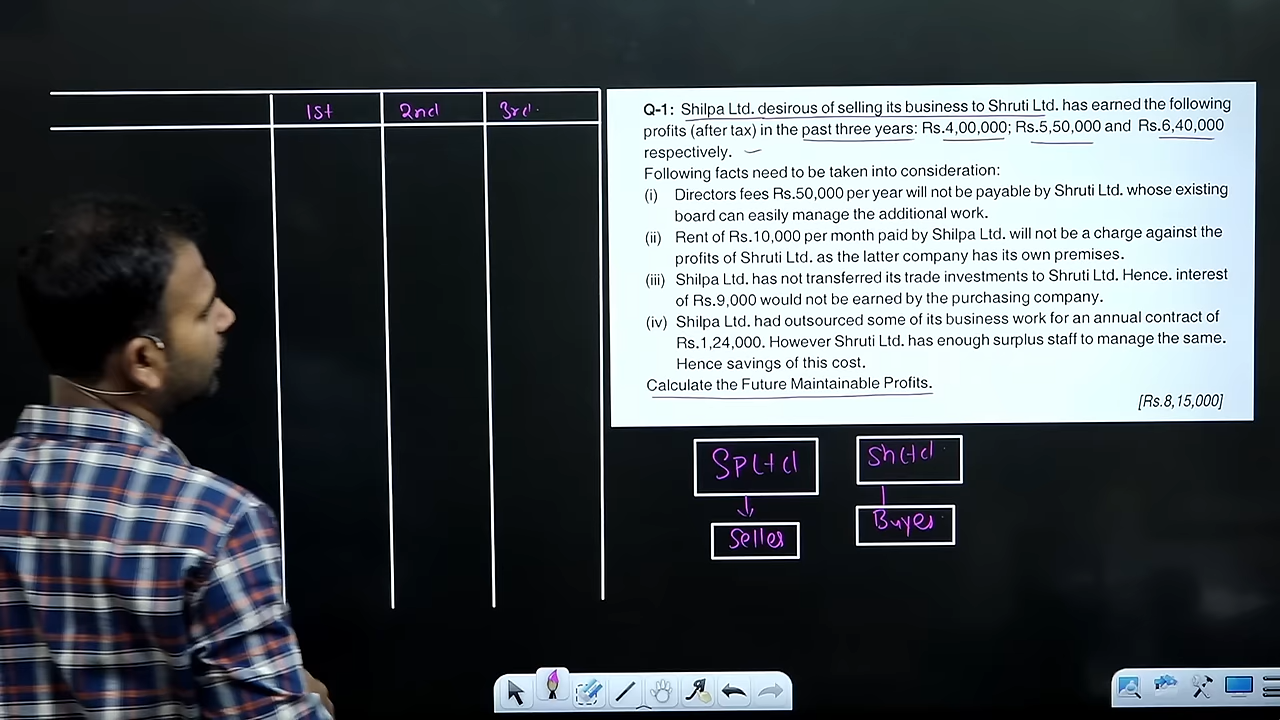 1st 2nd 3rd.
Q-1: Shilpa Ltd. desirous of selling its business to Shruti Ltd. has earned the following
profits (after tax) in the past three years: Rs.4,00,000; Rs.5,50,000 and Rs.6,40,000
respectively.
Following facts need to be taken into consideration:
(i) Directors fees Rs.50,000 per year will not be payable by Shruti Ltd. whose existing
board can easily manage the additional work.
(ii) Rent of Rs.10,000 per month paid by Shilpa Ltd. will not be a charge against the
profits of Shruti Ltd. as the latter company has its own premises.
(iii) Shilpa Ltd. has not transferred its trade investments to Shruti Ltd. Hence. interest
of Rs.9,000 would not be earned by the purchasing company.
(iv) Shilpa Ltd. had outsourced some of its business work for an annual contract of
Rs.1,24,000. However Shruti Ltd. has enough surplus staff to manage the same.
Hence savings of this cost.
Calculate the Future Maintainable Profits.
[Rs.8,15,000]
SP Ltd Sh Ltd
Seller Buyer